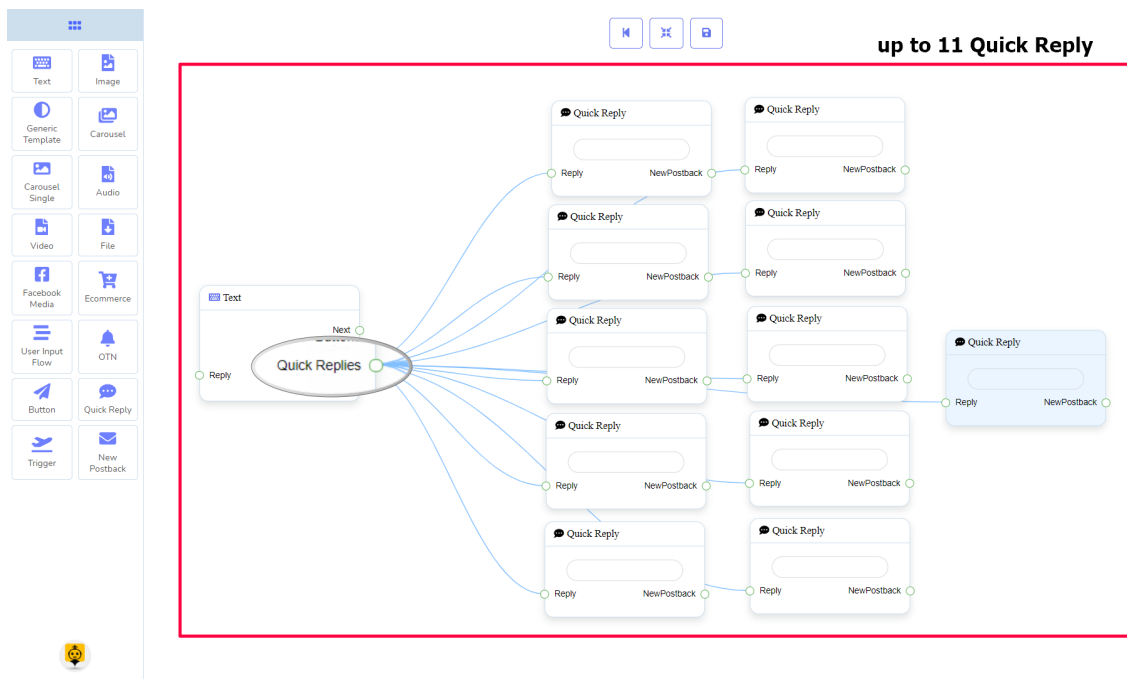 up to 11 Quick Reply
Text
Image
Generic
Template
Carousel
Carousel
Single
Audio
Video
File
Facebook
Media
Ecommerce
User Input
Flow
OTN
Button
Quick Reply
Trigger
New
Postback
Text
Next
Reply
Quick Replies
Quick Reply
Reply NewPostback
Quick Reply
Reply NewPostback
Quick Reply
Reply NewPostback
Quick Reply
Reply NewPostback
Quick Reply
Reply NewPostback
Quick Reply
Reply NewPostback
Quick Reply
Reply NewPostback
Quick Reply
Reply NewPostback
Quick Reply
Reply NewPostback
Quick Reply
Reply NewPostback
Quick Reply
Reply NewPostback